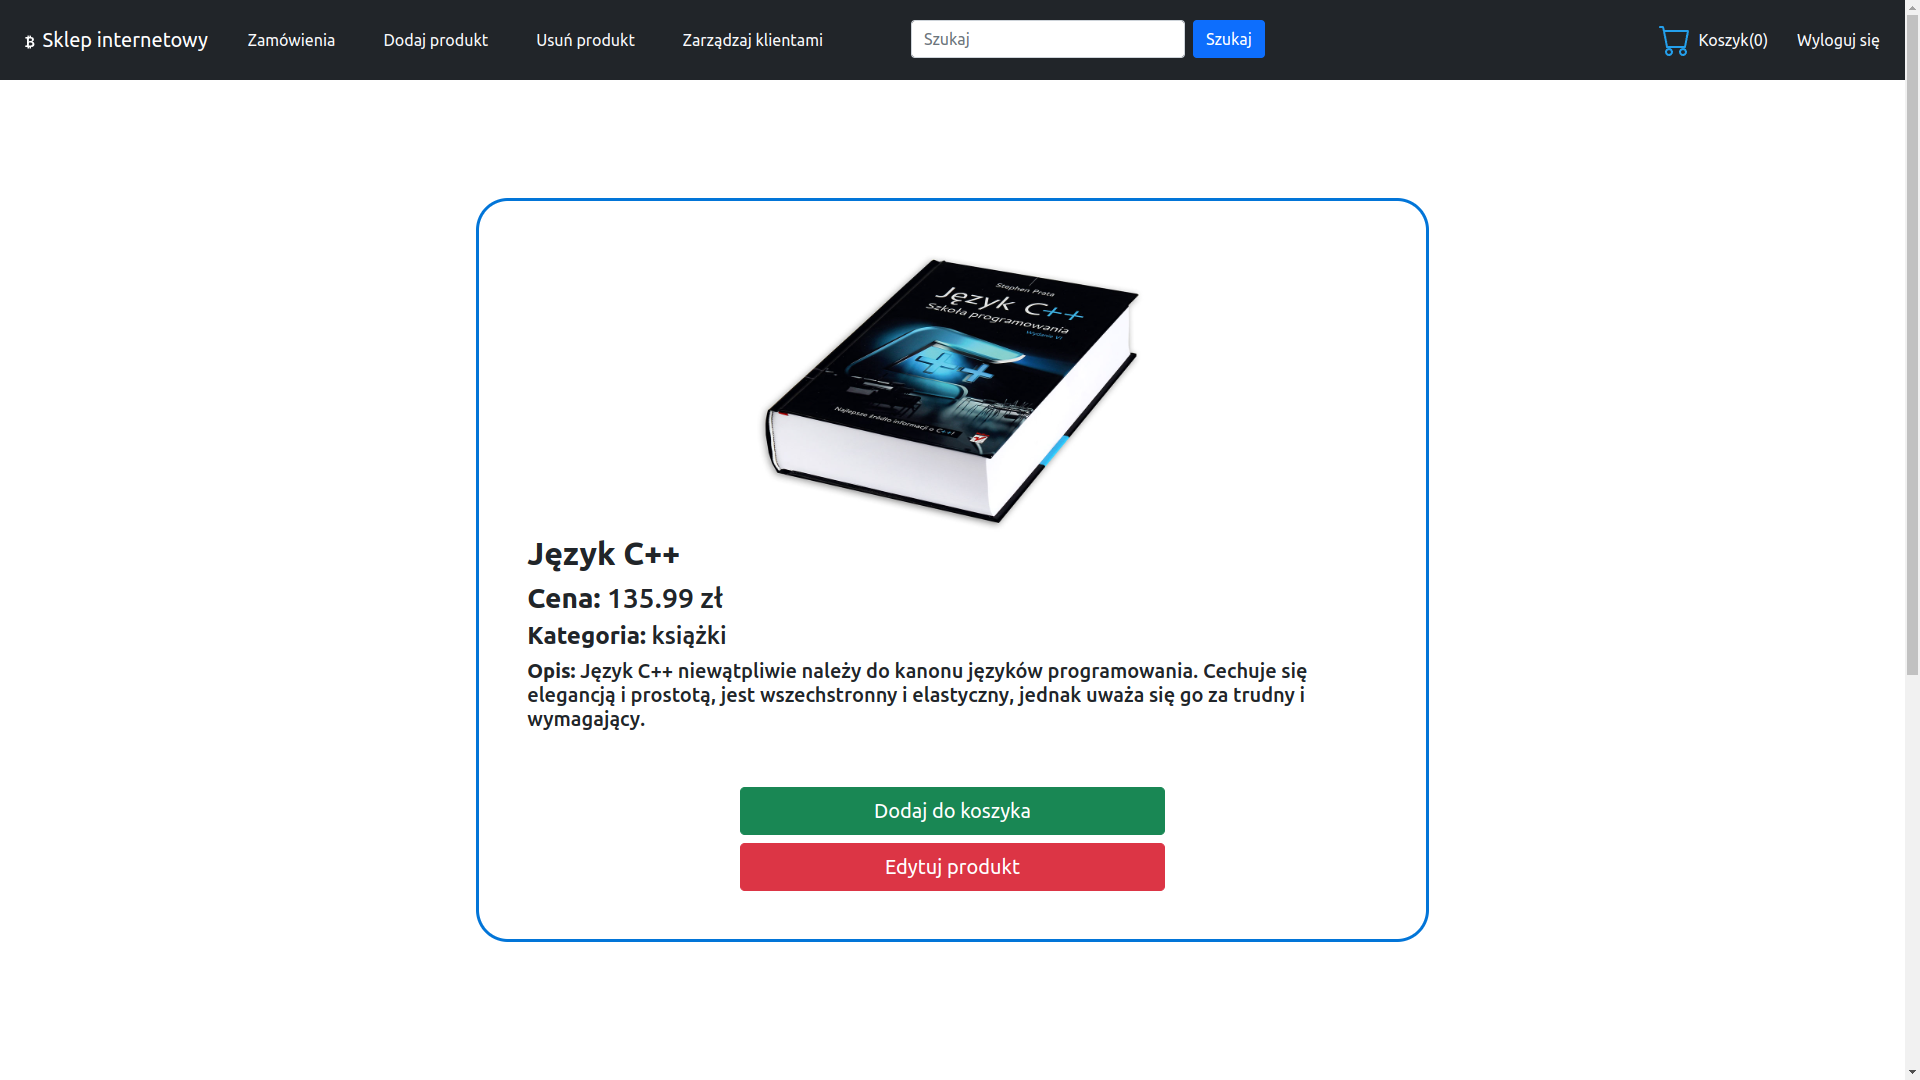 Sklep internetowy Zamówienia Dodaj produkt Usuń produkt Zarządzaj klientami Szukaj Szukaj Koszyk(0) Wyloguj się
Stephen Prata
Język C++
Szkoła programowania
Wydanie VI
Najlepsze źródło informacji o C++!
Język C++
Cena: 135.99 zł
Kategoria: książki
Opis: Język C++ niewątpliwie należy do kanonu języków programowania. Cechuje się
elegancją i prostotą, jest wszechstronny i elastyczny, jednak uważa się go za trudny i
wymagający.
Dodaj do koszyka
Edytuj produkt